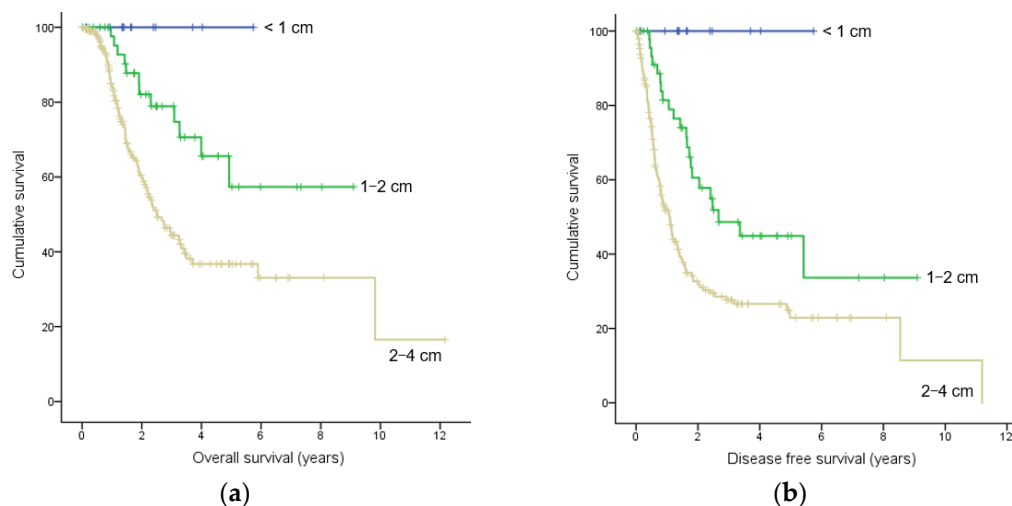 100
80
60
40
20
0
Cumulative survival
< 1 cm
1–2 cm
2–4 cm
0 2 4 6 8 10 12
Overall survival (years)
(a)
100
80
60
40
20
0
Cumulative survival
< 1 cm
1–2 cm
2–4 cm
0 2 4 6 8 10 12
Disease free survival (years)
(b)